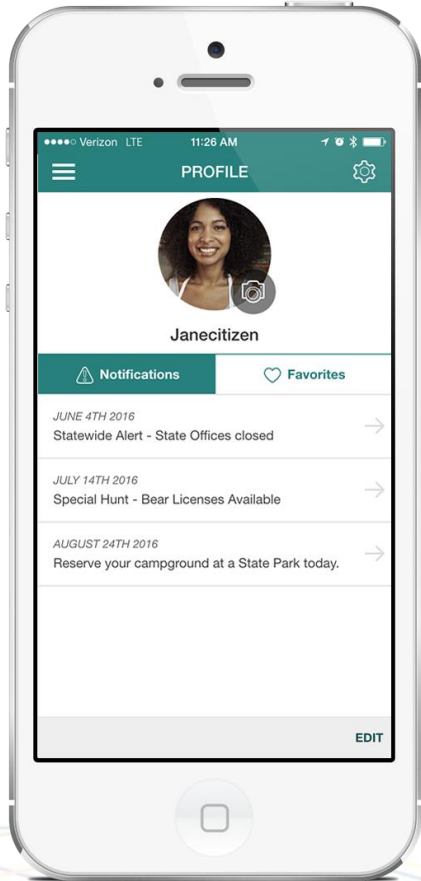 Verizon LTE 11:26 AM
PROFILE
Janecitizen
Notifications Favorites
JUNE 4TH 2016
Statewide Alert - State Offices closed
JULY 14TH 2016
Special Hunt - Bear Licenses Available
AUGUST 24TH 2016
Reserve your campground at a State Park today.
EDIT